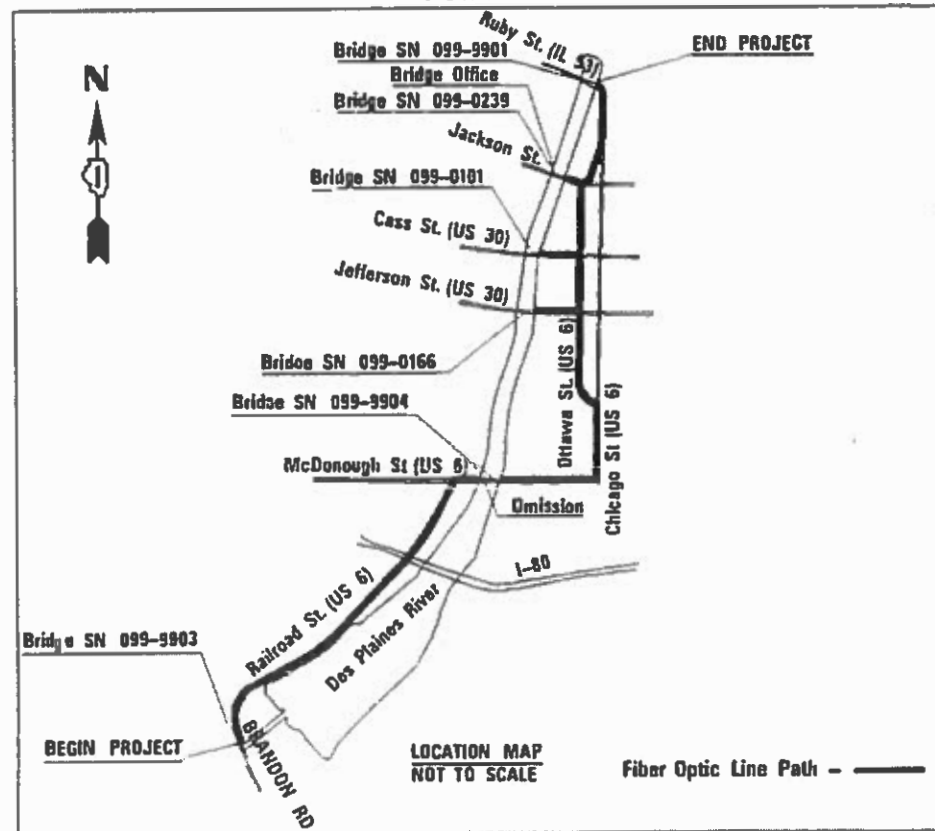 Ruby St. (IL 53)
Bridge SN 099-9901
END PROJECT
Bridge Office
N
Bridge SN 099-0239
Jackson St.
Bridge SN 099-0101
Cass St. (US 30)
Jefferson St. (US 30)
Bridge SN 099-0166
Ottawa St. (US 6)
Bridge SN 099-9904
Chicago St (US 6)
McDonough St (US 6)
Omission
I-80
Railroad St. (US 6)
Des Plaines River
Bridge SN 099-9903
BEGIN PROJECT
BRANDON RD
LOCATION MAP
NOT TO SCALE
Fiber Optic Line Path -